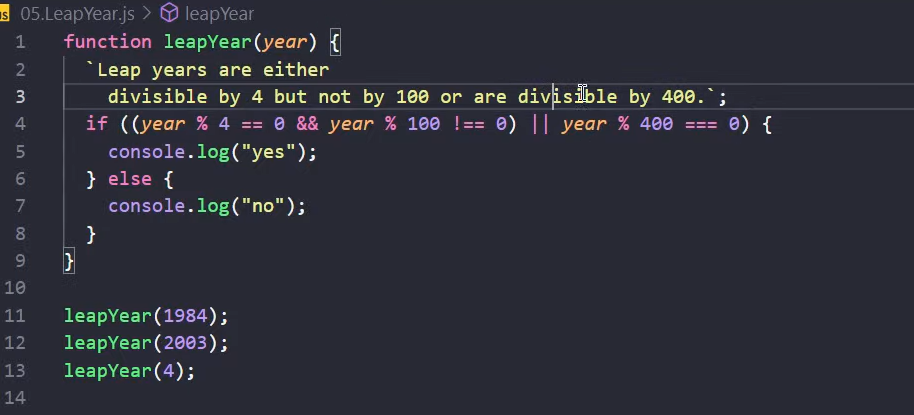 JS 05.LeapYear.js > leapYear
1 function leapYear(year) {
2 `Leap years are either
3 divisible by 4 but not by 100 or are divisible by 400.`;
4 if ((year % 4 == 0 && year % 100 !== 0) || year % 400 === 0) {
5 console.log("yes");
6 } else {
7 console.log("no");
8 }
9 }
10
11 leapYear(1984);
12 leapYear(2003);
13 leapYear(4);
14